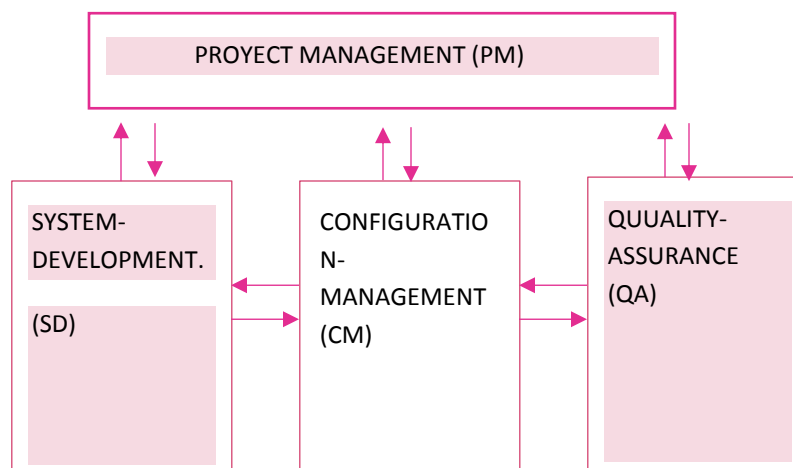 PROYECT MANAGEMENT (PM)
SYSTEM-
DEVELOPMENT.
(SD)
CONFIGURATIO
N-
MANAGEMENT
(CM)
QUUALITY-
ASSURANCE
(QA)